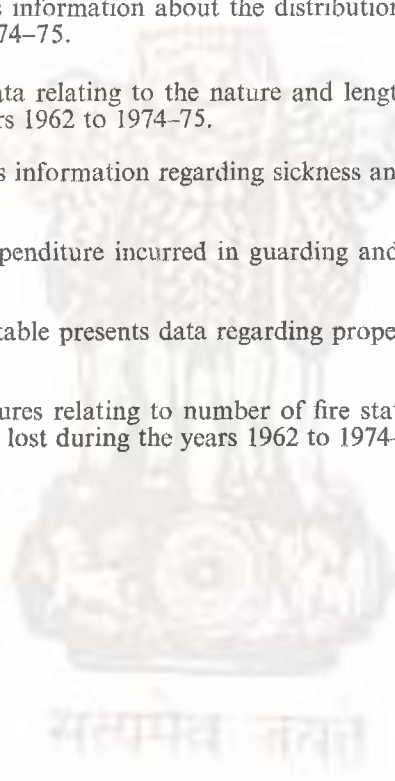 s information about the distribution
74–75.
ata relating to the nature and lengt
rs 1962 to 1974–75.
s information regarding sickness an
penditure incurred in guarding and
table presents data regarding prope
ures relating to number of fire stat
lost during the years 1962 to 1974-
सत्यमेव जयते